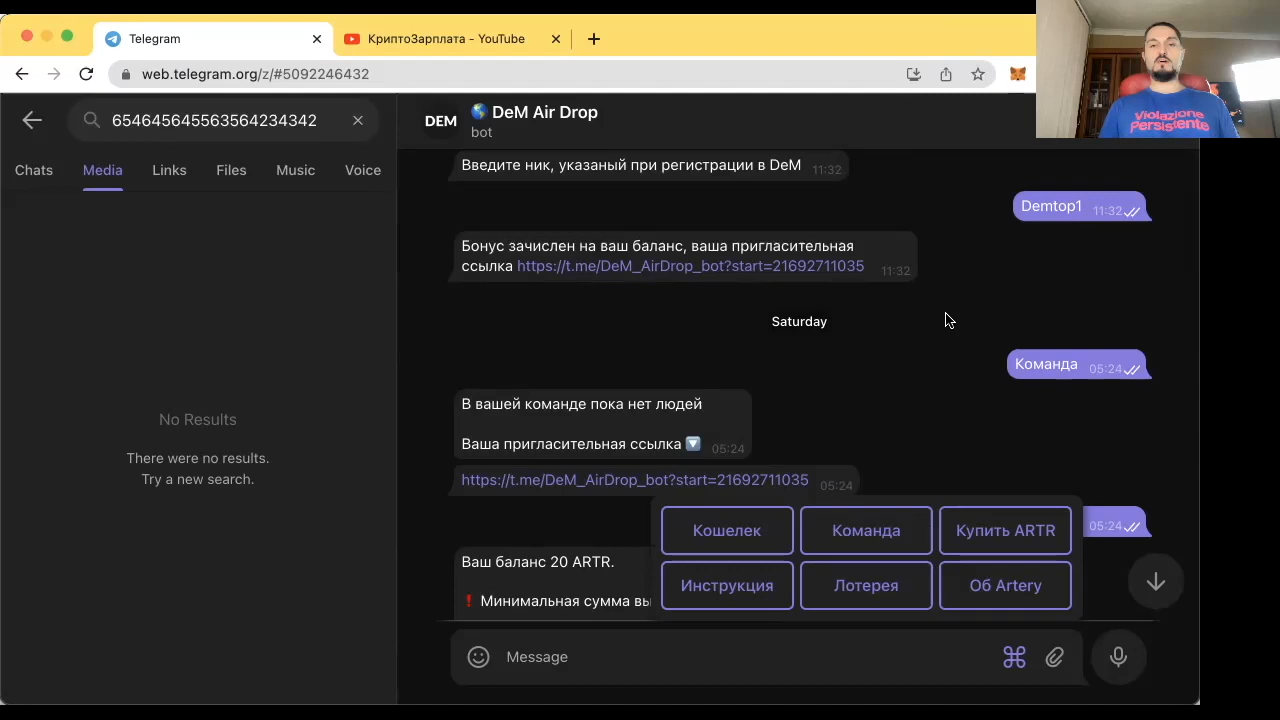 Telegram
КриптоЗарплата - YouTube
web.telegram.org/z/#5092246432
654645645563564234342
Chats
Media
Links
Files
Music
Voice
No Results
There were no results.
Try a new search.
DEM
DeM Air Drop
bot
Введите ник, указаный при регистрации в DeM 11:32
Demtop1 11:32
Бонус зачислен на ваш баланс, ваша пригласительная
ссылка https://t.me/DeM_AirDrop_bot?start=21692711035 11:32
Saturday
Команда 05:24
В вашей команде пока нет людей
Ваша пригласительная ссылка 05:24
https://t.me/DeM_AirDrop_bot?start=21692711035 05:24
05:24
Ваш баланс 20 ARTR.
Минимальная сумма вы
Кошелек
Команда
Купить ARTR
Инструкция
Лотерея
Об Artery
Message
Violazione
Persistente